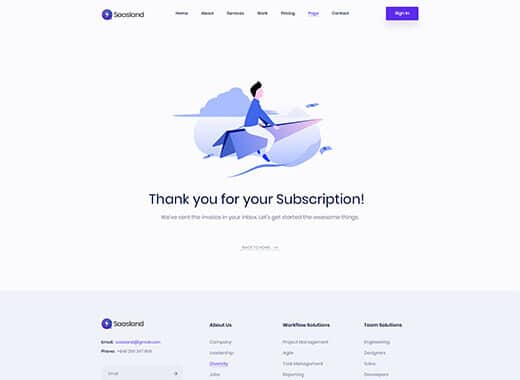 Saasland
Home About Services Work Pricing Page Contact
Sign In
Thank you for your Subscription!
We've sent the invoice in your inbox. Let's get started the awesome things.
BACK TO HOME →
Saasland
About Us Workflow Solutions Team Solutions
Email: saasland@gmail.com
Company Project Management Engineering
Phone:
Leadership Agile Designers
Diversity Task Management Sales
Email
Jobs Reporting Developers